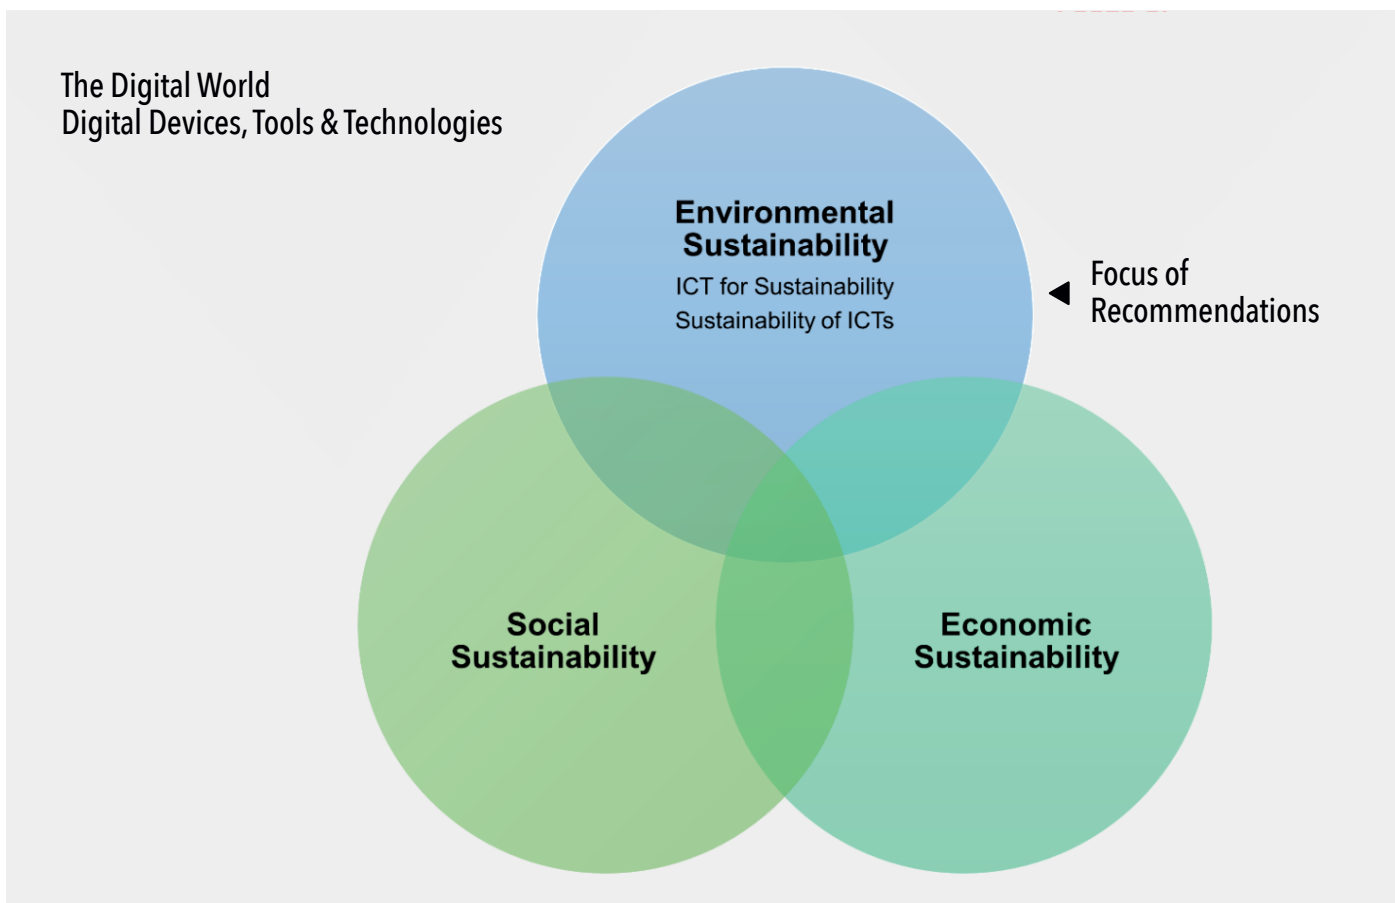 The Digital World
Digital Devices, Tools & Technologies
Environmental
Sustainability
ICT for Sustainability
Sustainability of ICTs
Focus of
Recommendations
Social
Sustainability
Economic
Sustainability